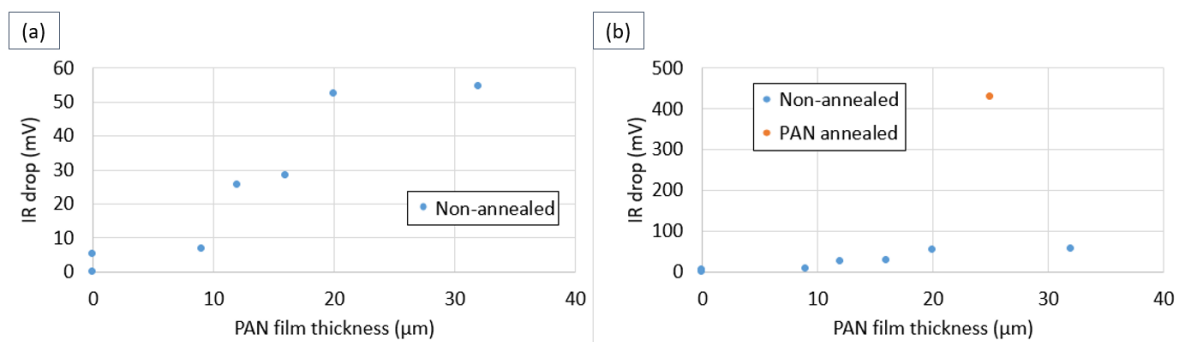 (a)
60
50
40
30
20
10
0
IR drop (mV)
Non-annealed
0 10 20 30 40
PAN film thickness (µm)
(b)
500
400
300
200
100
0
IR drop (mV)
Non-annealed
PAN annealed
0 10 20 30 40
PAN film thickness (µm)